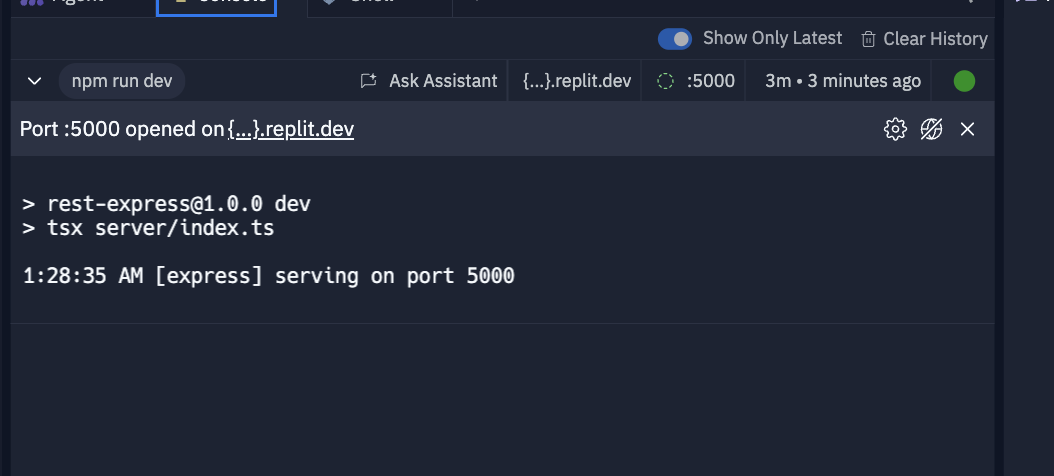 Agent
Console
Show Only Latest
Clear History
npm run dev
Ask Assistant
{...}.replit.dev
:5000
3m • 3 minutes ago
Port :5000 opened on {...}.replit.dev
> rest-express@1.0.0 dev
> tsx server/index.ts
1:28:35 AM [express] serving on port 5000